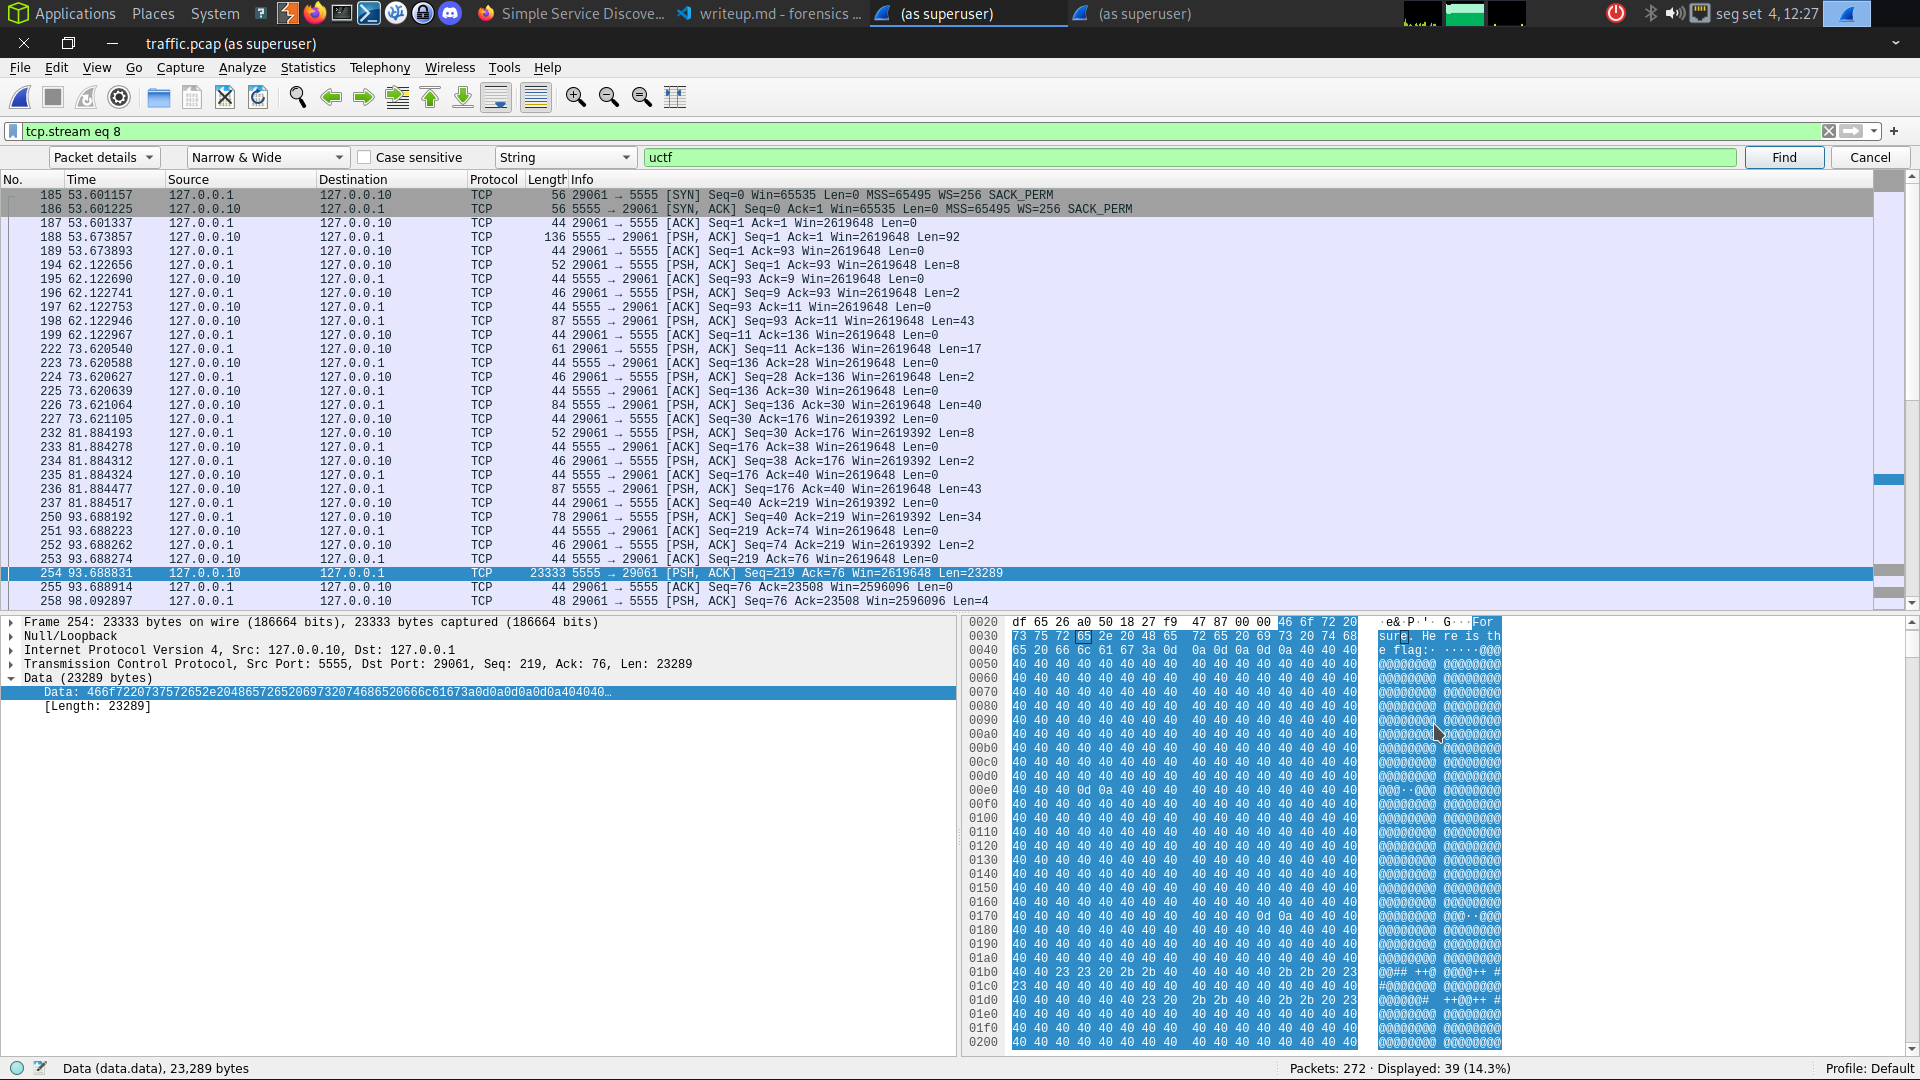 Applications Places System Simple Service Discove... writeup.md - forensics ... (as superuser) (as superuser) seg set 4, 12:27
traffic.pcap (as superuser)
File Edit View Go Capture Analyze Statistics Telephony Wireless Tools Help
tcp.stream eq 8
Packet details Narrow & Wide Case sensitive String uctf Find Cancel
No. Time Source Destination Protocol Length Info
185 53.601157 127.0.0.1 127.0.0.10 TCP 56 29061 → 5555 [SYN] Seq=0 Win=65535 Len=0 MSS=65495 WS=256 SACK_PERM
186 53.601225 127.0.0.10 127.0.0.1 TCP 56 5555 → 29061 [SYN, ACK] Seq=0 Ack=1 Win=65535 Len=0 MSS=65495 WS=256 SACK_PERM
187 53.601337 127.0.0.1 127.0.0.10 TCP 44 29061 → 5555 [ACK] Seq=1 Ack=1 Win=2619648 Len=0
188 53.673857 127.0.0.10 127.0.0.1 TCP 136 5555 → 29061 [PSH, ACK] Seq=1 Ack=1 Win=2619648 Len=92
189 53.673893 127.0.0.1 127.0.0.10 TCP 44 29061 → 5555 [ACK] Seq=1 Ack=93 Win=2619648 Len=0
194 62.122656 127.0.0.1 127.0.0.10 TCP 52 29061 → 5555 [PSH, ACK] Seq=1 Ack=93 Win=2619648 Len=8
195 62.122690 127.0.0.10 127.0.0.1 TCP 44 5555 → 29061 [ACK] Seq=93 Ack=9 Win=2619648 Len=0
196 62.122741 127.0.0.1 127.0.0.10 TCP 46 29061 → 5555 [PSH, ACK] Seq=9 Ack=93 Win=2619648 Len=2
197 62.122753 127.0.0.10 127.0.0.1 TCP 44 5555 → 29061 [ACK] Seq=93 Ack=11 Win=2619648 Len=0
198 62.122946 127.0.0.10 127.0.0.1 TCP 87 5555 → 29061 [PSH, ACK] Seq=93 Ack=11 Win=2619648 Len=43
199 62.122967 127.0.0.1 127.0.0.10 TCP 44 29061 → 5555 [ACK] Seq=11 Ack=136 Win=2619648 Len=0
222 73.620540 127.0.0.1 127.0.0.10 TCP 61 29061 → 5555 [PSH, ACK] Seq=11 Ack=136 Win=2619648 Len=17
223 73.620588 127.0.0.10 127.0.0.1 TCP 44 5555 → 29061 [ACK] Seq=136 Ack=28 Win=2619648 Len=0
224 73.620627 127.0.0.1 127.0.0.10 TCP 46 29061 → 5555 [PSH, ACK] Seq=28 Ack=136 Win=2619648 Len=2
225 73.620639 127.0.0.10 127.0.0.1 TCP 44 5555 → 29061 [ACK] Seq=136 Ack=30 Win=2619648 Len=0
226 73.621064 127.0.0.10 127.0.0.1 TCP 84 5555 → 29061 [PSH, ACK] Seq=136 Ack=30 Win=2619648 Len=40
227 73.621105 127.0.0.1 127.0.0.10 TCP 44 29061 → 5555 [ACK] Seq=30 Ack=176 Win=2619392 Len=0
232 81.884193 127.0.0.1 127.0.0.10 TCP 52 29061 → 5555 [PSH, ACK] Seq=30 Ack=176 Win=2619392 Len=8
233 81.884278 127.0.0.10 127.0.0.1 TCP 44 5555 → 29061 [ACK] Seq=176 Ack=38 Win=2619648 Len=0
234 81.884312 127.0.0.1 127.0.0.10 TCP 46 29061 → 5555 [PSH, ACK] Seq=38 Ack=176 Win=2619392 Len=2
235 81.884324 127.0.0.10 127.0.0.1 TCP 44 5555 → 29061 [ACK] Seq=176 Ack=40 Win=2619648 Len=0
236 81.884477 127.0.0.10 127.0.0.1 TCP 87 5555 → 29061 [PSH, ACK] Seq=176 Ack=40 Win=2619648 Len=43
237 81.884517 127.0.0.1 127.0.0.10 TCP 44 29061 → 5555 [ACK] Seq=40 Ack=219 Win=2619392 Len=0
250 93.688192 127.0.0.1 127.0.0.10 TCP 78 29061 → 5555 [PSH, ACK] Seq=40 Ack=219 Win=2619392 Len=34
251 93.688223 127.0.0.10 127.0.0.1 TCP 44 5555 → 29061 [ACK] Seq=219 Ack=74 Win=2619648 Len=0
252 93.688262 127.0.0.1 127.0.0.10 TCP 46 29061 → 5555 [PSH, ACK] Seq=74 Ack=219 Win=2619392 Len=2
253 93.688274 127.0.0.10 127.0.0.1 TCP 44 5555 → 29061 [ACK] Seq=219 Ack=76 Win=2619648 Len=0
254 93.688831 127.0.0.10 127.0.0.1 TCP 23333 5555 → 29061 [PSH, ACK] Seq=219 Ack=76 Win=2619648 Len=23289
255 93.688914 127.0.0.1 127.0.0.10 TCP 44 29061 → 5555 [ACK] Seq=76 Ack=23508 Win=2596096 Len=0
258 98.092897 127.0.0.1 127.0.0.10 TCP 48 29061 → 5555 [PSH, ACK] Seq=76 Ack=23508 Win=2596096 Len=4
Frame 254: 23333 bytes on wire (186664 bits), 23333 bytes captured (186664 bits)
Null/Loopback
Internet Protocol Version 4, Src: 127.0.0.10, Dst: 127.0.0.1
Transmission Control Protocol, Src Port: 5555, Dst Port: 29061, Seq: 219, Ack: 76, Len: 23289
Data (23289 bytes)
Data: 466f7220737572652e20486572652069732074686520666c61673a0d0a0d0a0d0a404040…
[Length: 23289]
0020 df 65 26 a0 50 18 27 f9 47 87 00 00 46 6f 72 20 ·e&·P·'· G···For
0030 73 75 72 65 2e 20 48 65 72 65 20 69 73 20 74 68 sure. He re is th
0040 65 20 66 6c 61 67 3a 0d 0a 0d 0a 0d 0a 40 40 40 e flag:· ·····@@@
0050 40 40 40 40 40 40 40 40 40 40 40 40 40 40 40 40 @@@@@@@@ @@@@@@@@
0060 40 40 40 40 40 40 40 40 40 40 40 40 40 40 40 40 @@@@@@@@ @@@@@@@@
0070 40 40 40 40 40 40 40 40 40 40 40 40 40 40 40 40 @@@@@@@@ @@@@@@@@
0080 40 40 40 40 40 40 40 40 40 40 40 40 40 40 40 40 @@@@@@@@ @@@@@@@@
0090 40 40 40 40 40 40 40 40 40 40 40 40 40 40 40 40 @@@@@@@@ @@@@@@@@
00a0 40 40 40 40 40 40 40 40 40 40 40 40 40 40 40 40 @@@@@@@@ @@@@@@@@
00b0 40 40 40 40 40 40 40 40 40 40 40 40 40 40 40 40 @@@@@@@@ @@@@@@@@
00c0 40 40 40 40 40 40 40 40 40 40 40 40 40 40 40 40 @@@@@@@@ @@@@@@@@
00d0 40 40 40 40 40 40 40 40 40 40 40 40 40 40 40 40 @@@@@@@@ @@@@@@@@
00e0 40 40 40 0d 0a 40 40 40 40 40 40 40 40 40 40 40 @@@··@@@ @@@@@@@@
00f0 40 40 40 40 40 40 40 40 40 40 40 40 40 40 40 40 @@@@@@@@ @@@@@@@@
0100 40 40 40 40 40 40 40 40 40 40 40 40 40 40 40 40 @@@@@@@@ @@@@@@@@
0110 40 40 40 40 40 40 40 40 40 40 40 40 40 40 40 40 @@@@@@@@ @@@@@@@@
0120 40 40 40 40 40 40 40 40 40 40 40 40 40 40 40 40 @@@@@@@@ @@@@@@@@
0130 40 40 40 40 40 40 40 40 40 40 40 40 40 40 40 40 @@@@@@@@ @@@@@@@@
0140 40 40 40 40 40 40 40 40 40 40 40 40 40 40 40 40 @@@@@@@@ @@@@@@@@
0150 40 40 40 40 40 40 40 40 40 40 40 40 40 40 40 40 @@@@@@@@ @@@@@@@@
0160 40 40 40 40 40 40 40 40 40 40 40 40 40 40 40 40 @@@@@@@@ @@@@@@@@
0170 40 40 40 40 40 40 40 40 40 40 40 0d 0a 40 40 40 @@@@@@@@ @@@··@@@
0180 40 40 40 40 40 40 40 40 40 40 40 40 40 40 40 40 @@@@@@@@ @@@@@@@@
0190 40 40 40 40 40 40 40 40 40 40 40 40 40 40 40 40 @@@@@@@@ @@@@@@@@
01a0 40 40 40 40 40 40 40 40 40 40 40 40 40 40 40 40 @@@@@@@@ @@@@@@@@
01b0 40 40 23 23 20 2b 2b 40 40 40 40 40 2b 2b 20 23 @@## ++@ @@@@++ #
01c0 23 40 40 40 40 40 40 40 40 40 40 40 40 40 40 40 #@@@@@@@ @@@@@@@@
01d0 40 40 40 40 40 40 23 20 2b 2b 40 40 2b 2b 20 23 @@@@@@# ++@@++ #
01e0 40 40 40 40 40 40 40 40 40 40 40 40 40 40 40 40 @@@@@@@@ @@@@@@@@
01f0 40 40 40 40 40 40 40 40 40 40 40 40 40 40 40 40 @@@@@@@@ @@@@@@@@
0200 40 40 40 40 40 40 40 40 40 40 40 40 40 40 40 40 @@@@@@@@ @@@@@@@@
Data (data.data), 23,289 bytes Packets: 272 · Displayed: 39 (14.3%) Profile: Default